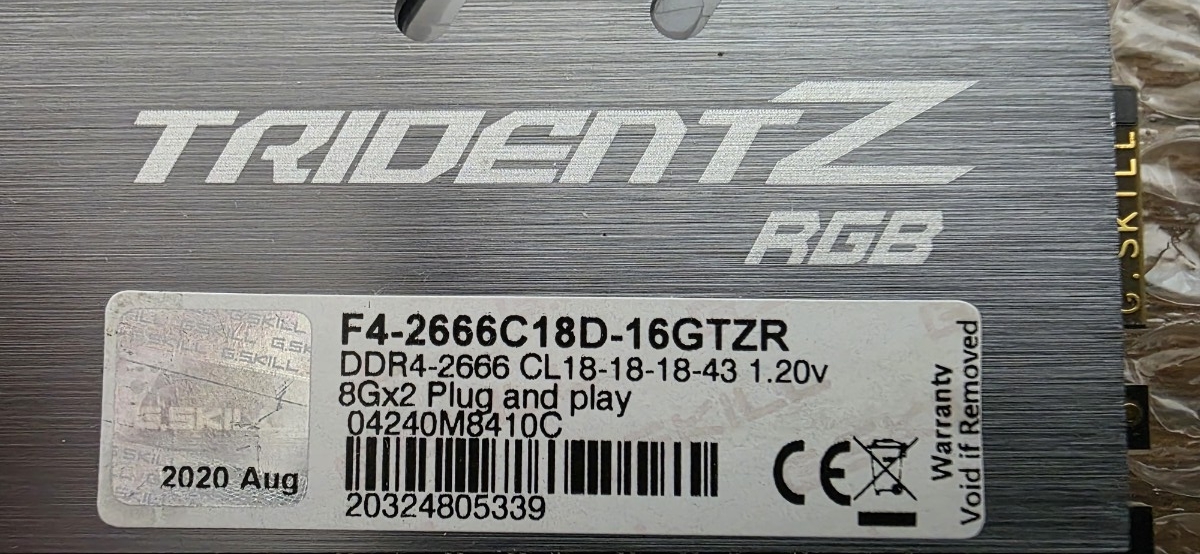 TRIDENTZ
RGB
G.SKILL
F4-2666C18D-16GTZR
DDR4-2666 CL18-18-18-43 1.20v
8Gx2 Plug and play
04240M8410C
20324805339
G.SKILL
2020 Aug
CE
Warranty
Void if Removed